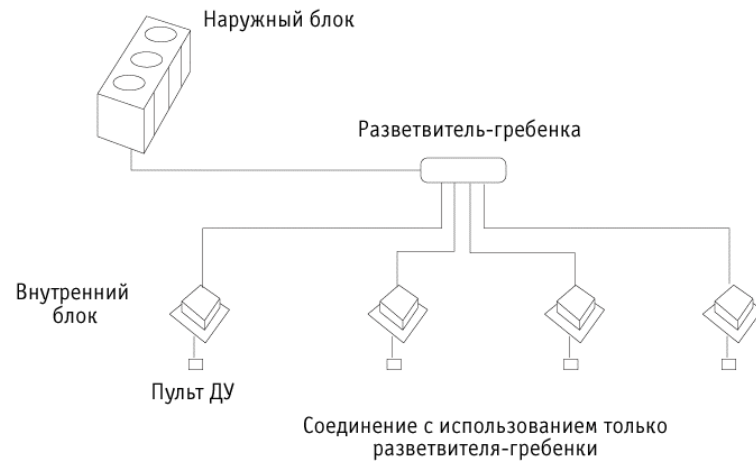 Наружный блок
Разветвитель-гребенка
Внутренний
блок
Пульт ДУ
Соединение с использованием только
разветвителя-гребенки